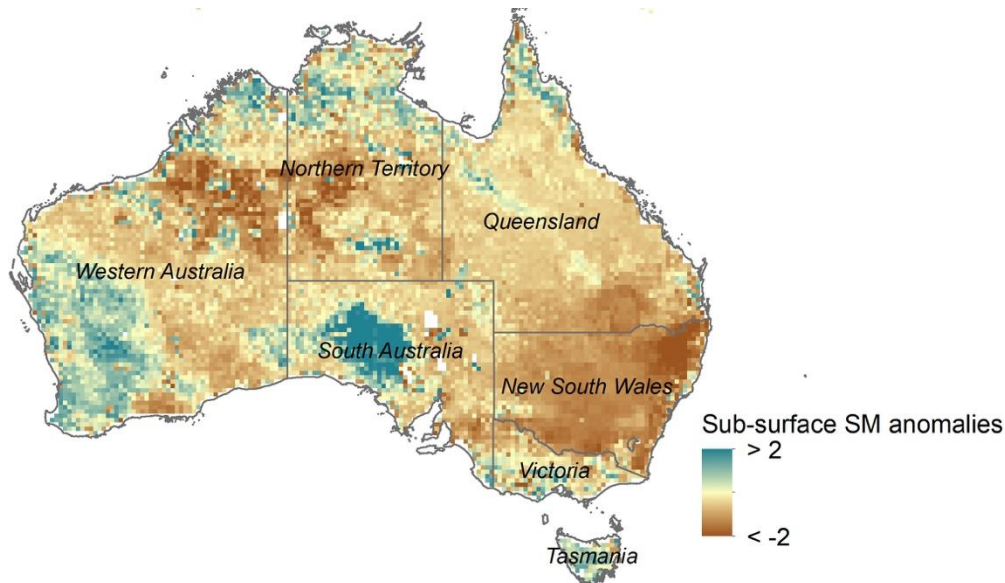 Northern Territory
Queensland
Western Australia
South Australia
New South Wales
Victoria
Tasmania
Sub-surface SM anomalies
> 2
< -2